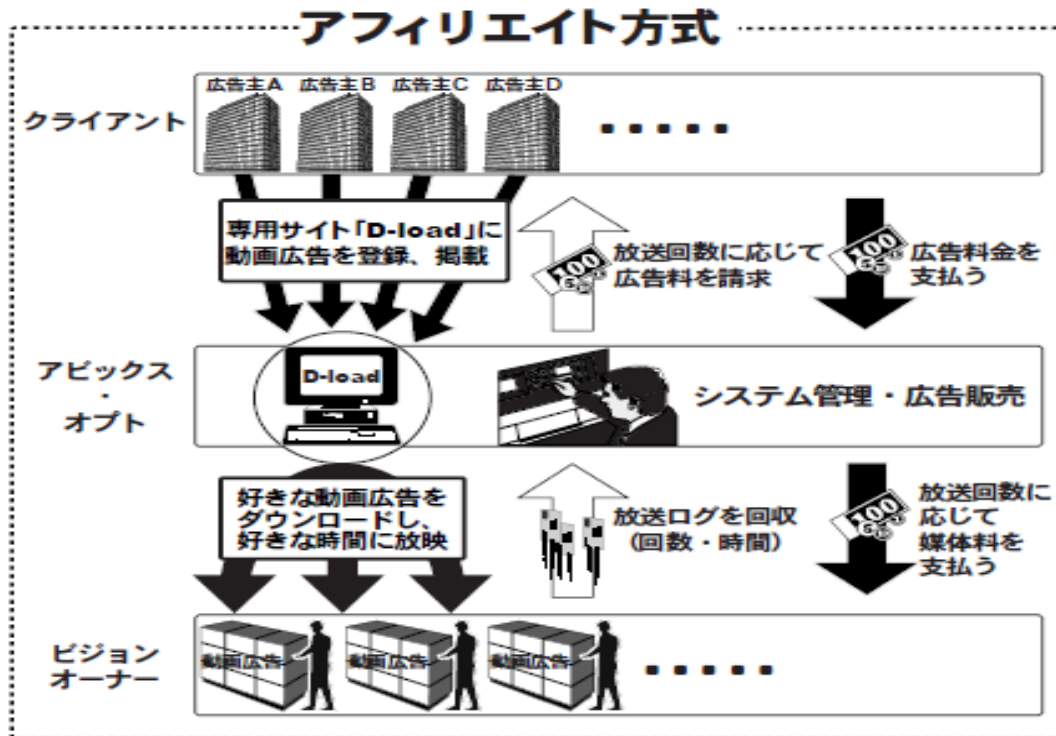 アフィリエイト方式
クライアント
広告主A 広告主B 広告主C 広告主D
専用サイト「D-load」に
動画広告を登録、掲載
放送回数に応じて
広告料を請求
100
広告料金を
支払う
100
アビックス
・
オプト
D-load
システム管理・広告販売
好きな動画広告を
ダウンロードし、
好きな時間に放映
放送ログを回収
(回数・時間)
放送回数に
応じて
媒体料を
支払う
100
ビジョン
オーナー
動画広告
動画広告
動画広告